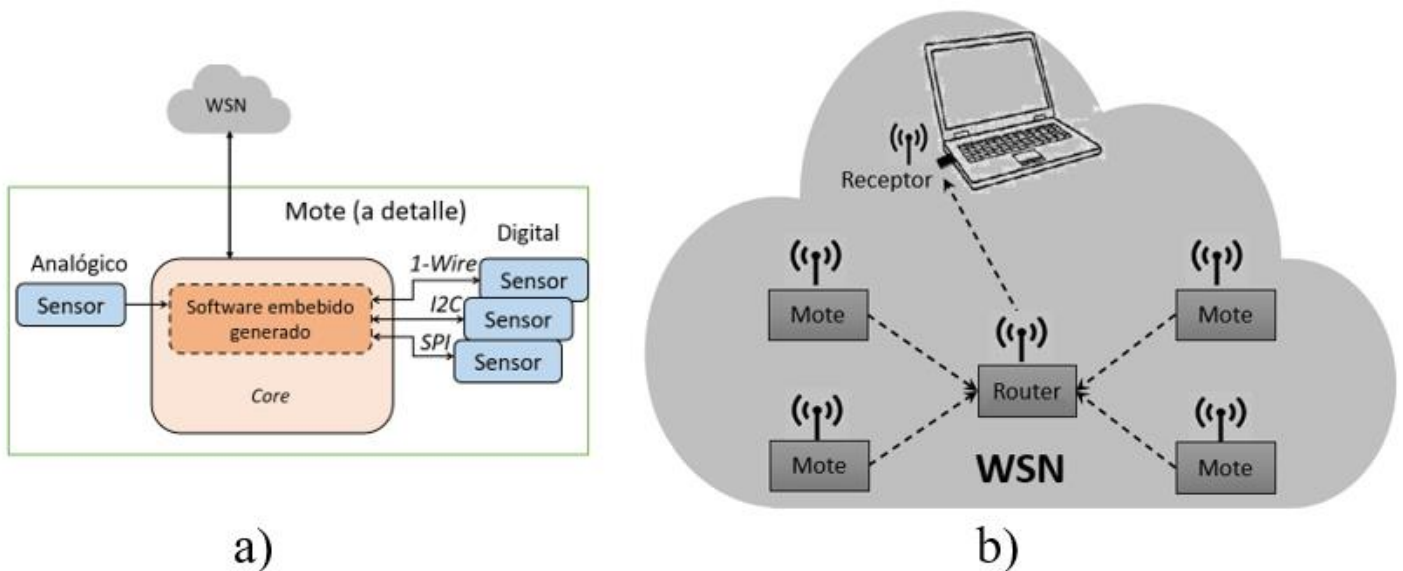 WSN
Mote (a detalle)
Analógico
Digital
Sensor
Software embebido
generado
Core
1-Wire
I2C
SPI
Sensor
Sensor
Sensor
a)
Receptor
Mote
Mote
Router
Mote
Mote
WSN
b)